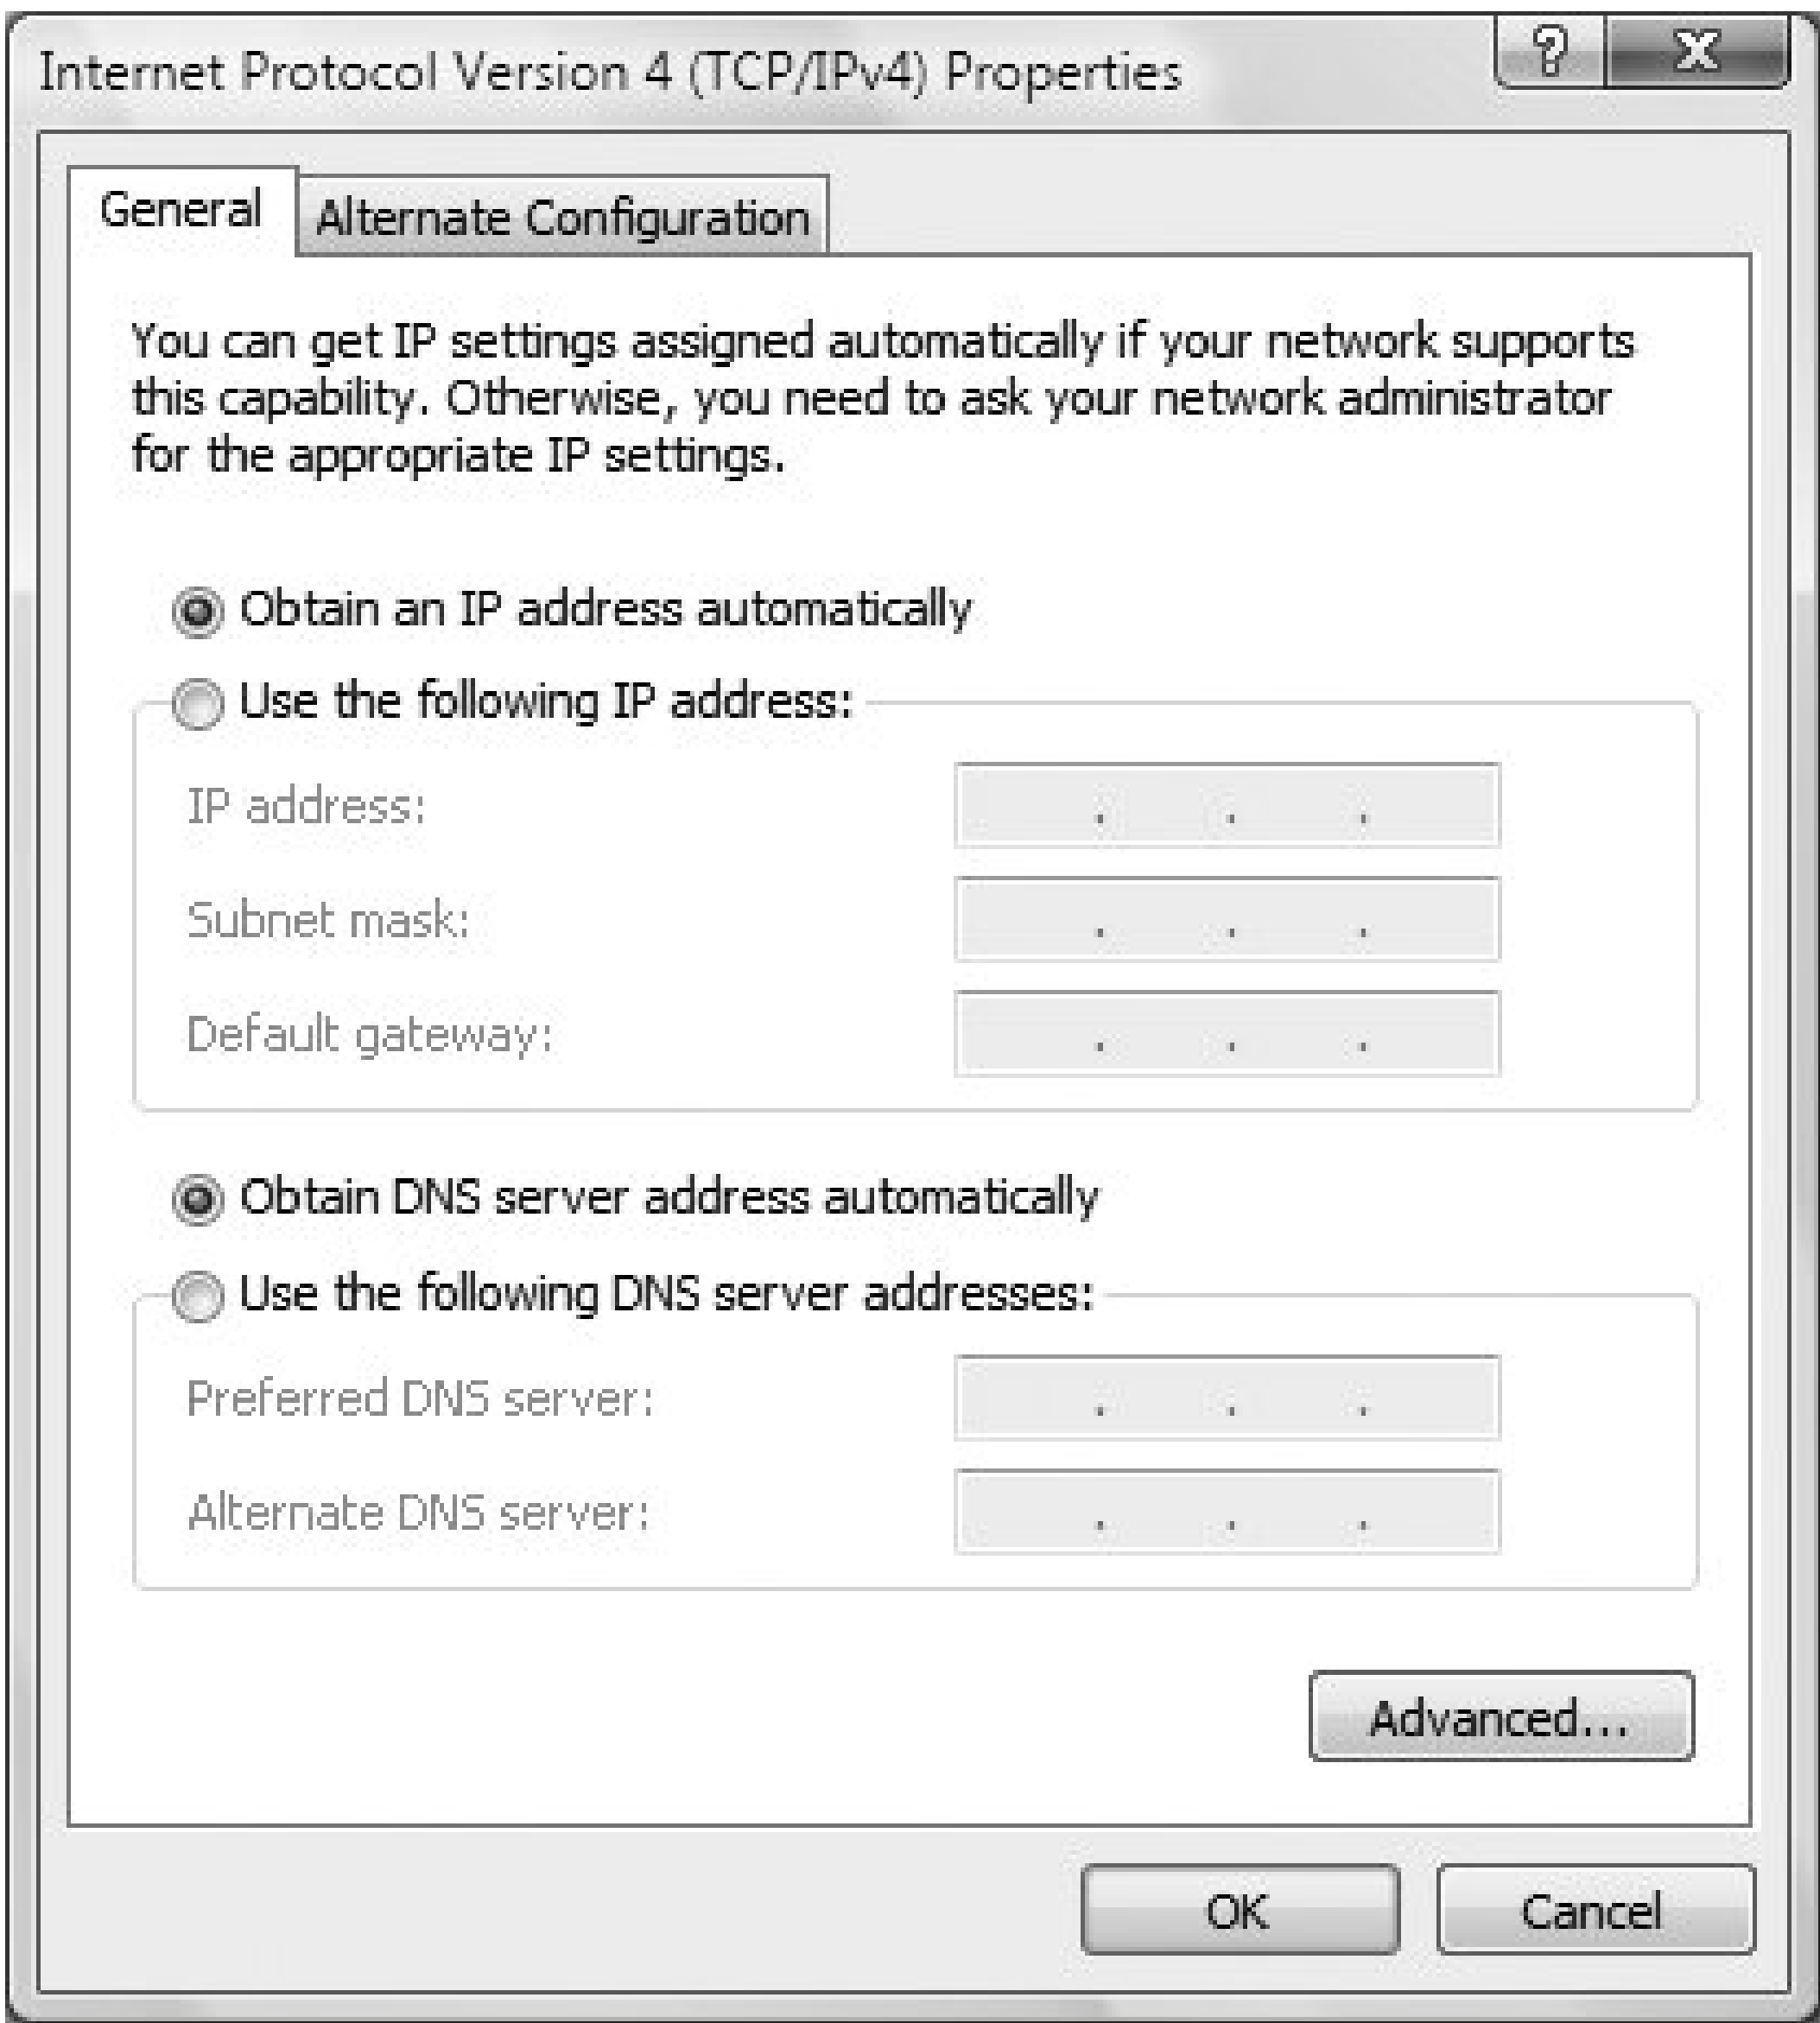 Internet Protocol Version 4 (TCP/IPv4) Properties
? X
General
Alternate Configuration
You can get IP settings assigned automatically if your network supports
this capability. Otherwise, you need to ask your network administrator
for the appropriate IP settings.
Obtain an IP address automatically
Use the following IP address:
IP address: . . .
Subnet mask: . . .
Default gateway: . . .
Obtain DNS server address automatically
Use the following DNS server addresses:
Preferred DNS server: . . .
Alternate DNS server: . . .
Advanced...
OK
Cancel